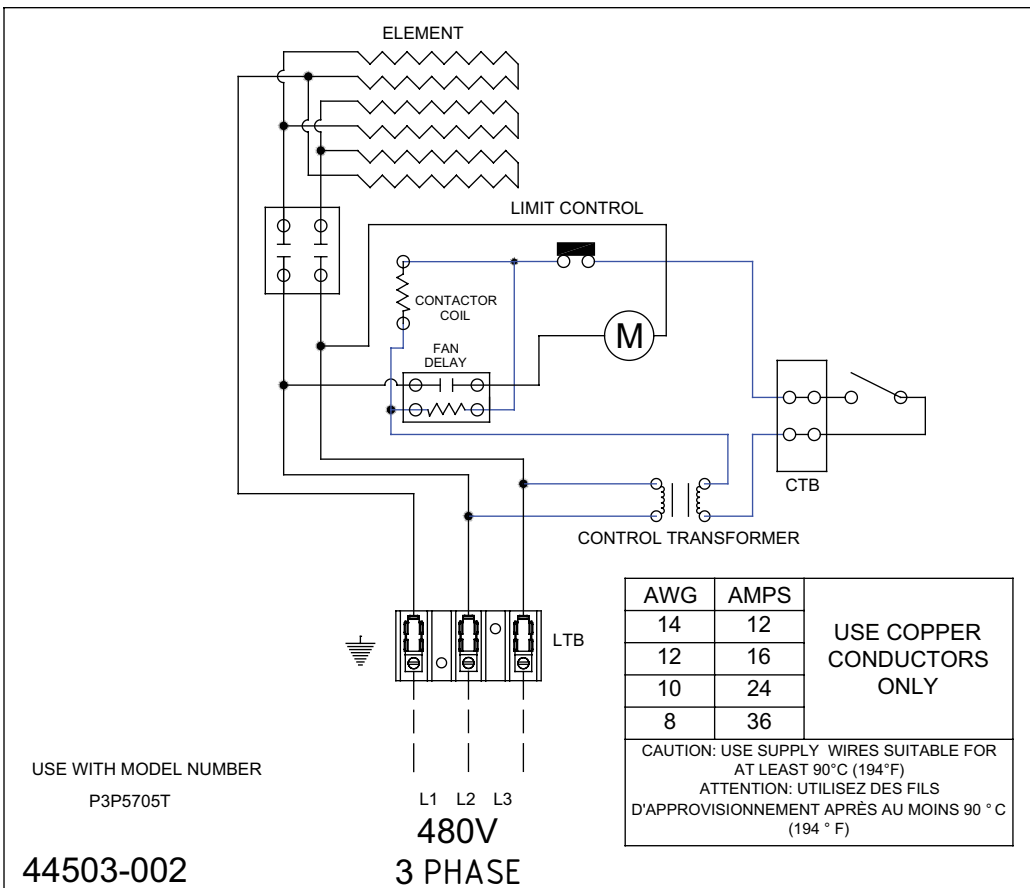 ELEMENT
LIMIT CONTROL
CONTACTOR
COIL
M
FAN
DELAY
CTB
CONTROL TRANSFORMER
LTB
AWG AMPS
14 12
12 16
10 24
8 36
USE COPPER
CONDUCTORS
ONLY
CAUTION: USE SUPPLY WIRES SUITABLE FOR
AT LEAST 90°C (194°F)
ATTENTION: UTILISEZ DES FILS
D'APPROVISIONNEMENT APRÈS AU MOINS 90 ° C
(194 ° F)
USE WITH MODEL NUMBER
P3P5705T
L1 L2 L3
480V
3 PHASE
44503-002